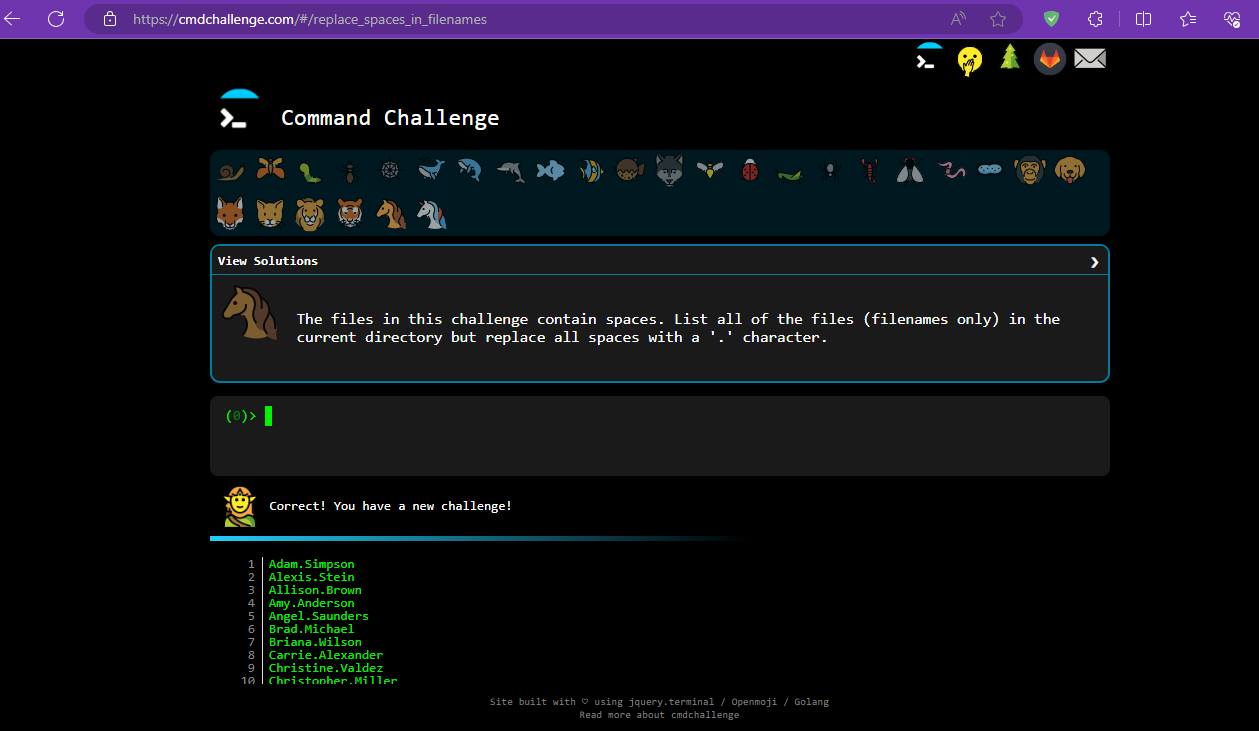 https://cmdchallenge.com/#/replace_spaces_in_filenames
Command Challenge
View Solutions
The files in this challenge contain spaces. List all of the files (filenames only) in the
current directory but replace all spaces with a '.' character.
(0)>
Correct! You have a new challenge!
1 Adam.Simpson
2 Alexis.Stein
3 Allison.Brown
4 Amy.Anderson
5 Angel.Saunders
6 Brad.Michael
7 Briana.Wilson
8 Carrie.Alexander
9 Christine.Valdez
10 Christopher.Miller
Site built with ♡ using jquery.terminal / Openmoji / Golang
Read more about cmdchallenge